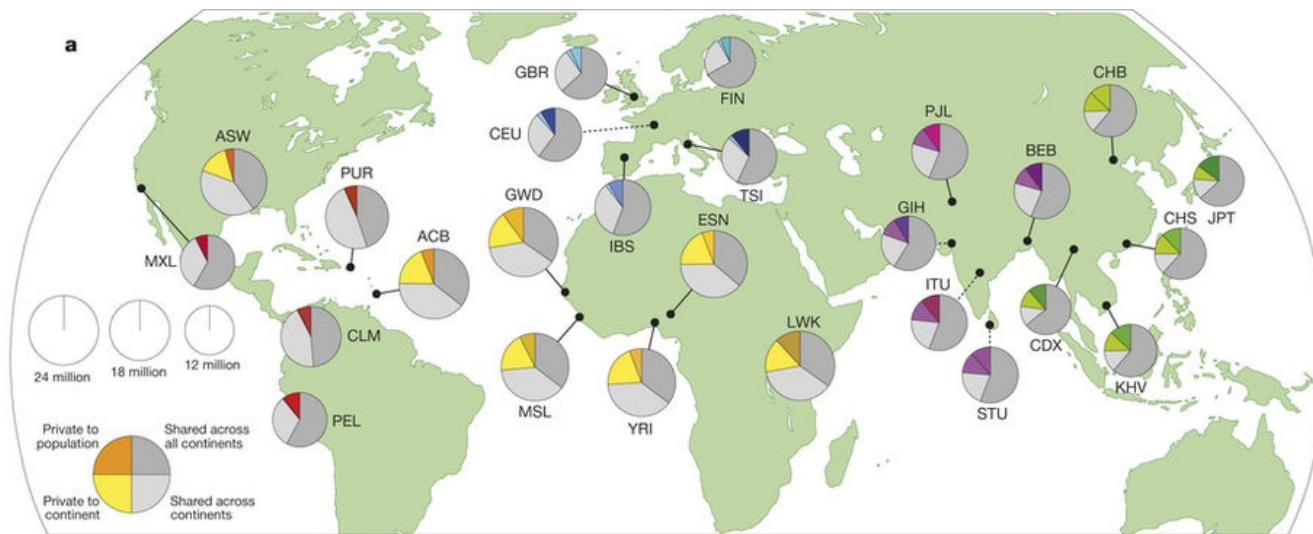 a
GBR
FIN
CHB
CEU
PJL
ASW
BEB
PUR
TSI
GWD
ESN
JPT
IBS
GIH
CHS
ACB
MXL
ITU
CLM
LWK
CDX
24 million
18 million
12 million
KHV
MSL
STU
PEL
YRI
Private to
population
Shared across
all continents
Private to
continent
Shared across
continents